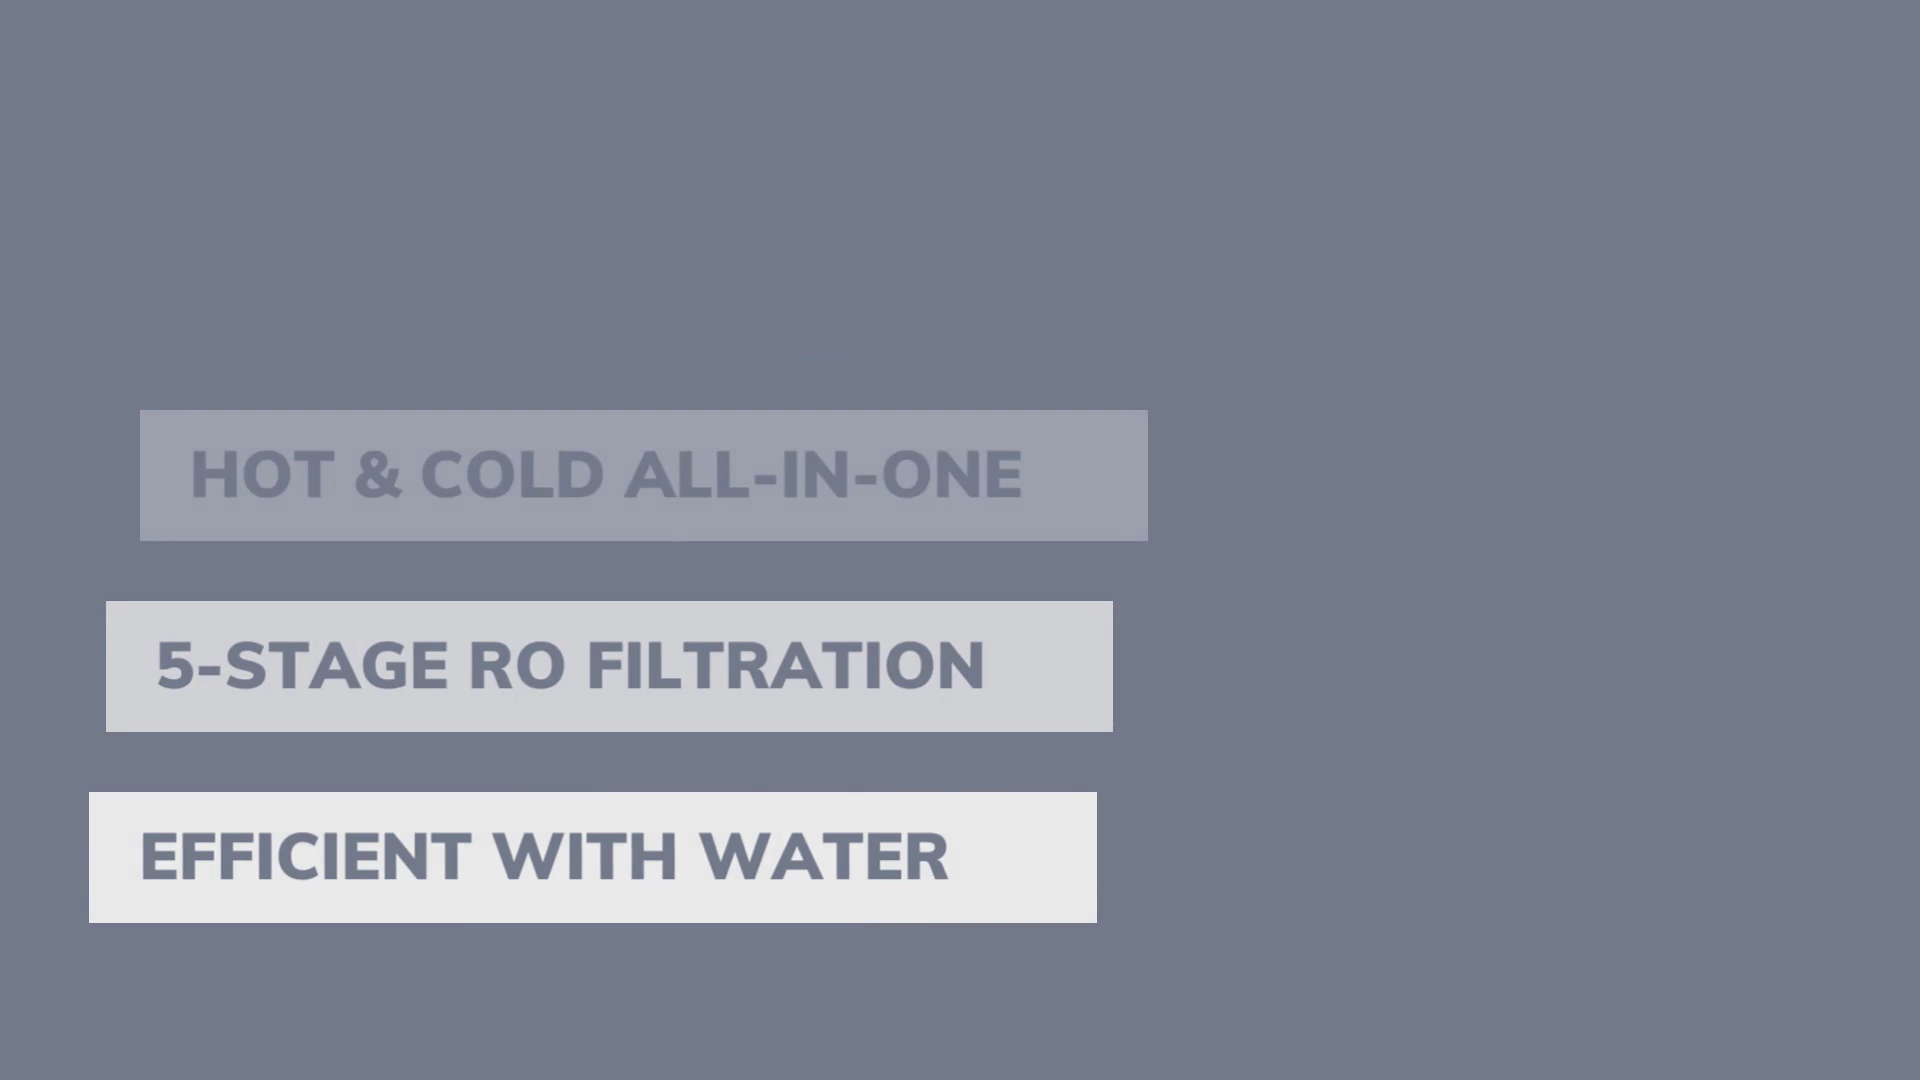 HOT & COLD ALL-IN-ONE
5-STAGE RO FILTRATION
EFFICIENT WITH WATER